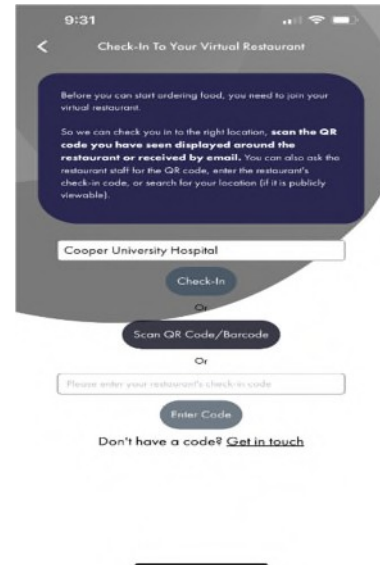 9:31
Check-In To Your Virtual Restaurant
Before you can start ordering food, you need to join your
virtual restaurant.
So we can check you in to the right location, scan the QR
code you have seen displayed around the
restaurant or received by email. You can also ask the
restaurant staff for the QR code, enter the restaurant's
check-in code, or search for your location (if it is publicly
viewable).
Cooper University Hospital
Check-In
Or
Scan QR Code/Barcode
Or
Please enter your restaurant's check-in code
Enter Code
Don't have a code? Get in touch